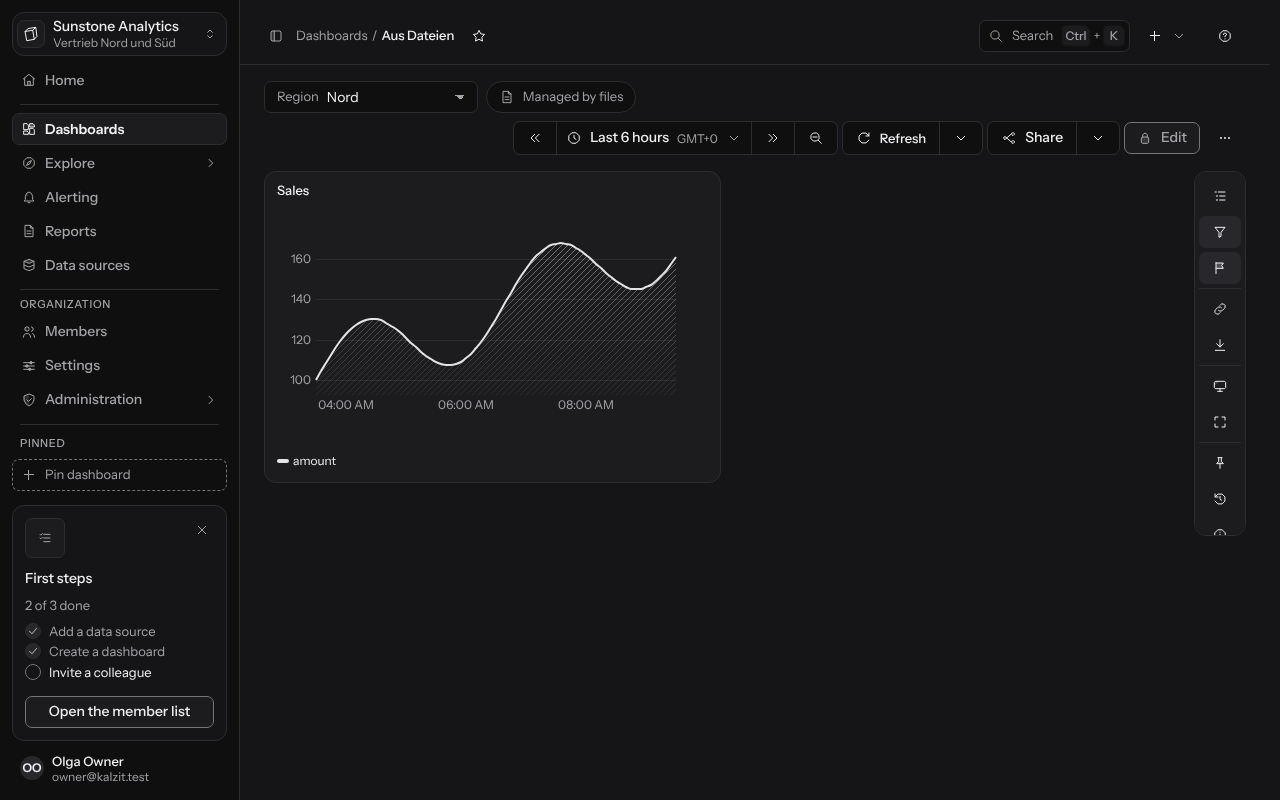 Sunstone Analytics
Vertrieb Nord und Süd
Home
Dashboards
Explore
Alerting
Reports
Data sources
ORGANIZATION
Members
Settings
Administration
PINNED
Pin dashboard
First steps
2 of 3 done
Add a data source
Create a dashboard
Invite a colleague
Open the member list
OO
Olga Owner
owner@kalzit.test
Dashboards / Aus Dateien
Search Ctrl + K
Region Nord
Managed by files
Last 6 hours GMT+0
Refresh
Share
Edit
Sales
160
140
120
100
04:00 AM 06:00 AM 08:00 AM
amount